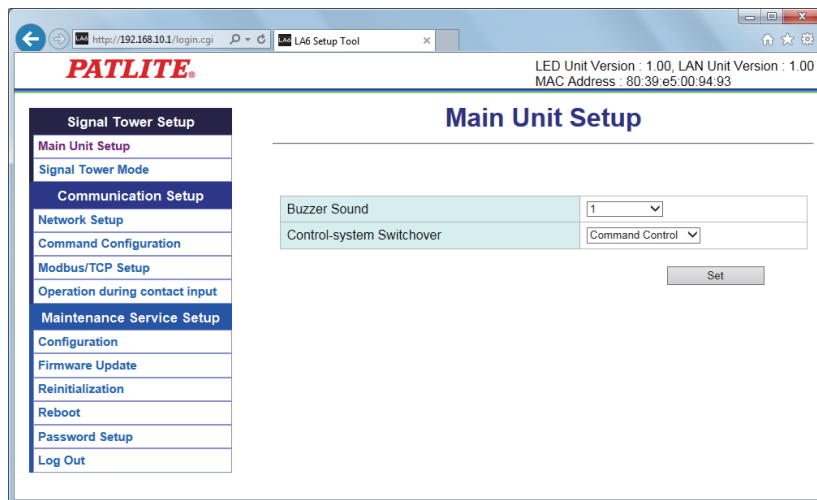 http://192.168.10.1/login.cgi
LA6 LA6 Setup Tool
PATLITE®
LED Unit Version : 1.00, LAN Unit Version : 1.00
MAC Address : 80:39:e5:00:94:93
Signal Tower Setup
Main Unit Setup
Signal Tower Mode
Communication Setup
Network Setup
Command Configuration
Modbus/TCP Setup
Operation during contact input
Maintenance Service Setup
Configuration
Firmware Update
Reinitialization
Reboot
Password Setup
Log Out
Main Unit Setup
Buzzer Sound 1
Control-system Switchover Command Control
Set